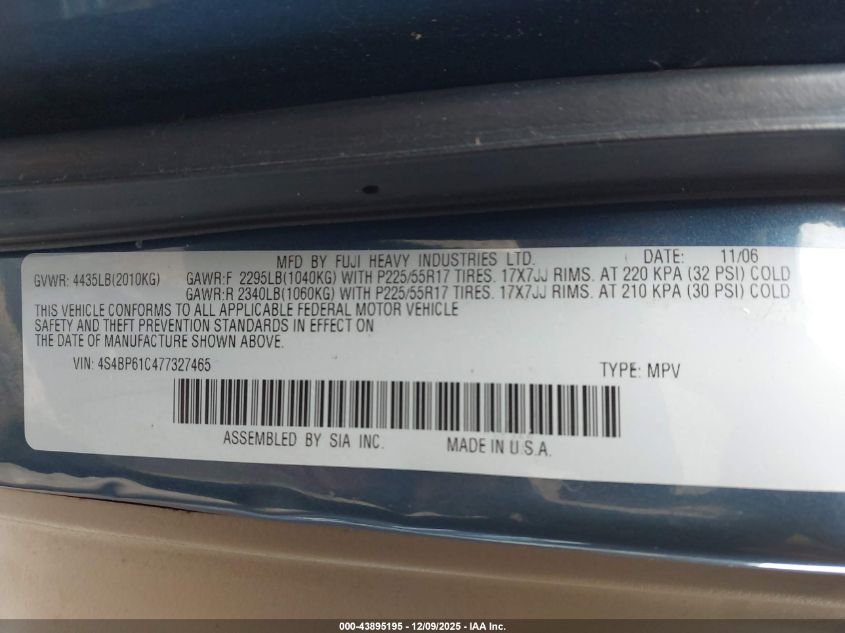 MFD BY FUJI HEAVY INDUSTRIES LTD. DATE: 11/06
GVWR: 4435LB(2010KG) GAWR:F 2295LB(1040KG) WITH P225/55R17 TIRES. 17X7JJ RIMS. AT 220 KPA (32 PSI) COLD
GAWR:R 2340LB(1060KG) WITH P225/55R17 TIRES. 17X7JJ RIMS. AT 210 KPA (30 PSI) COLD
THIS VEHICLE CONFORMS TO ALL APPLICABLE FEDERAL MOTOR VEHICLE
SAFETY AND THEFT PREVENTION STANDARDS IN EFFECT ON
THE DATE OF MANUFACTURE SHOWN ABOVE.
VIN: 4S4BP61C477327465 TYPE: MPV
ASSEMBLED BY SIA INC. MADE IN U.S.A.
000-43895195 - 12/09/2025 - IAA Inc.